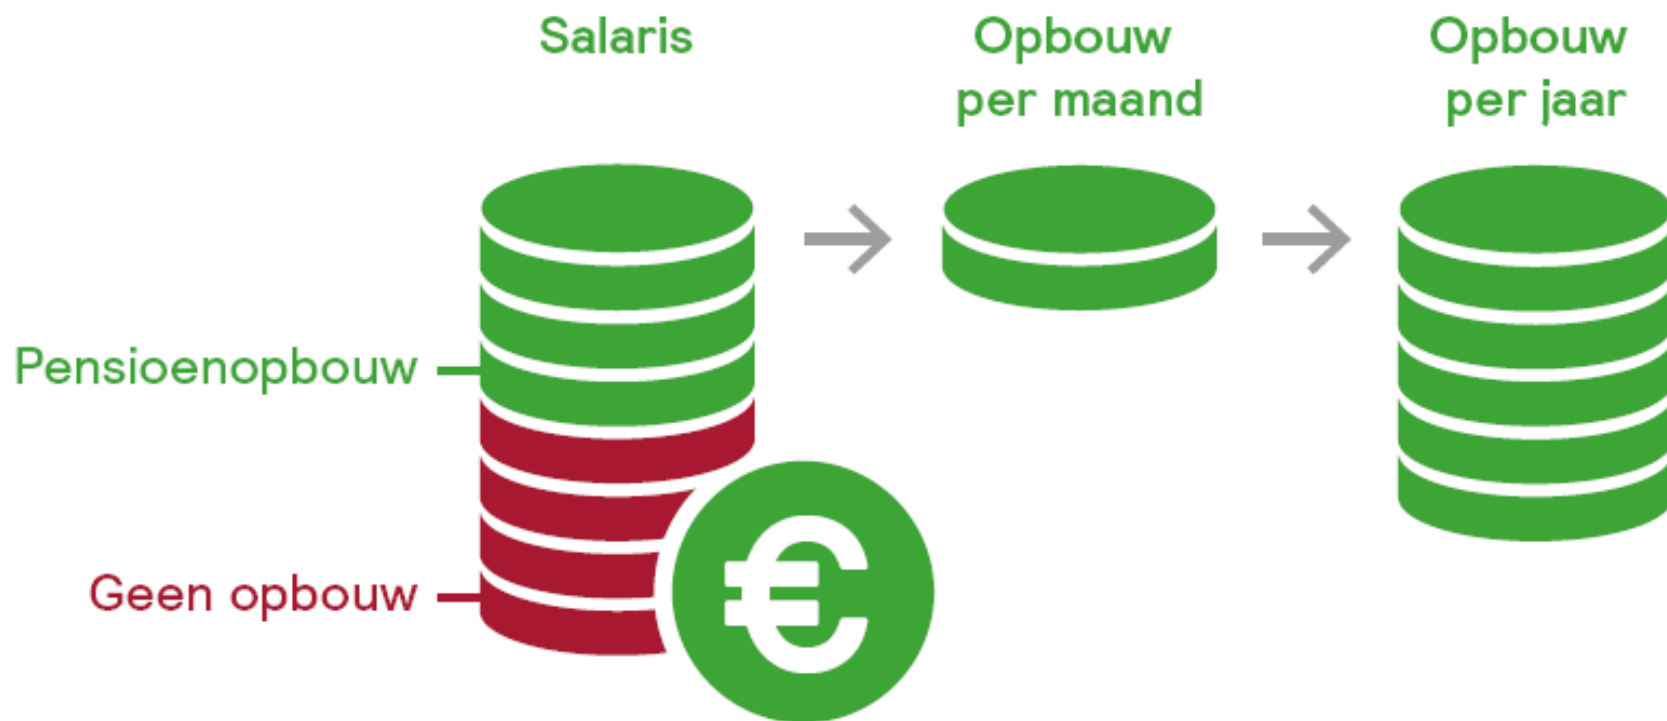 Salaris
Opbouw
per maand
Opbouw
per jaar
Pensioenopbouw
Geen opbouw
€